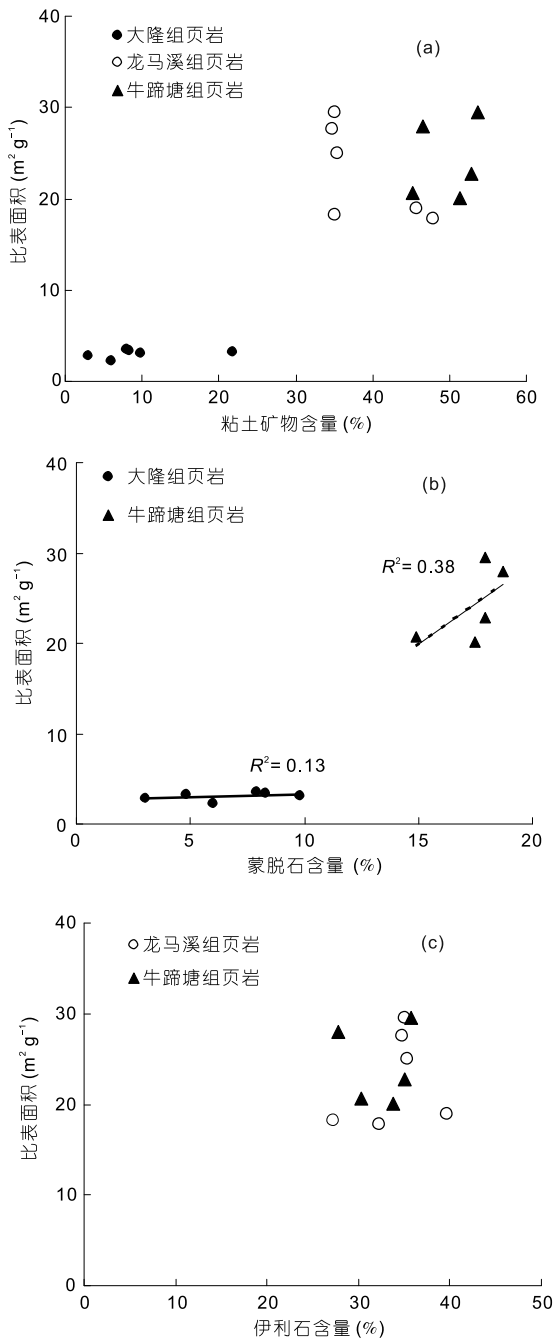 40
大隆组页岩
(a)
龙马溪组页岩
牛蹄塘组页岩
30
20
10
0
比表面积 (m² g⁻¹)
0 10 20 30 40 50 60
粘土矿物含量 (%)
40
大隆组页岩
(b)
牛蹄塘组页岩
30
R² = 0.38
20
10
R² = 0.13
0
比表面积 (m² g⁻¹)
0 5 10 15 20
蒙脱石含量 (%)
40
龙马溪组页岩
(c)
牛蹄塘组页岩
30
20
10
0
比表面积 (m² g⁻¹)
0 10 20 30 40 50
伊利石含量 (%)